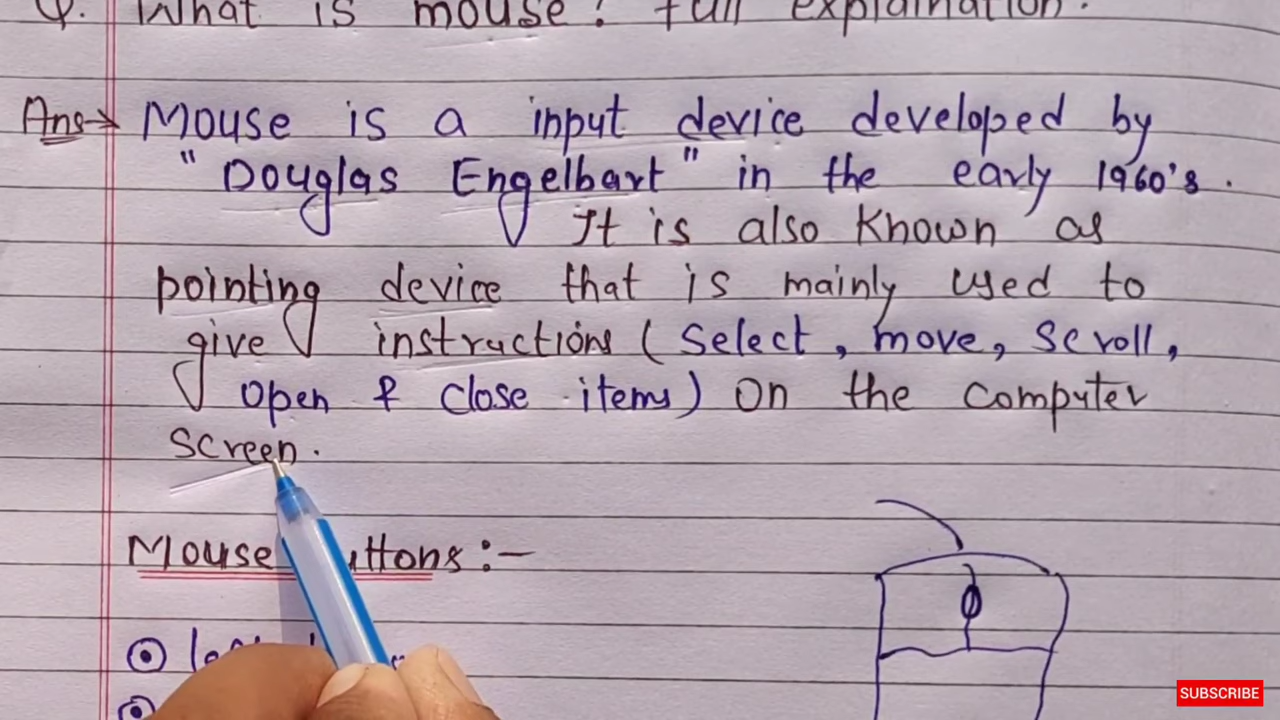 Q. What is mouse? full explaination.
Ans→ Mouse is a input device developed by
"Douglas Engelbart" in the early 1960's.
It is also known as
pointing device that is mainly used to
give instructions (Select, move, scroll,
open & close items) on the computer
screen.
Mouse buttons:-
SUBSCRIBE